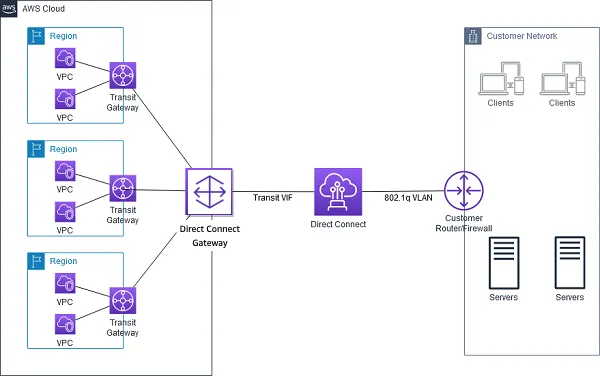 aws
AWS Cloud
Region
VPC
VPC
Transit
Gateway
Region
VPC
VPC
Transit
Gateway
Region
VPC
VPC
Transit
Gateway
Direct Connect
Gateway
Transit VIF
Direct Connect
802.1q VLAN
Customer
Router/Firewall
Customer Network
Clients
Clients
Servers
Servers